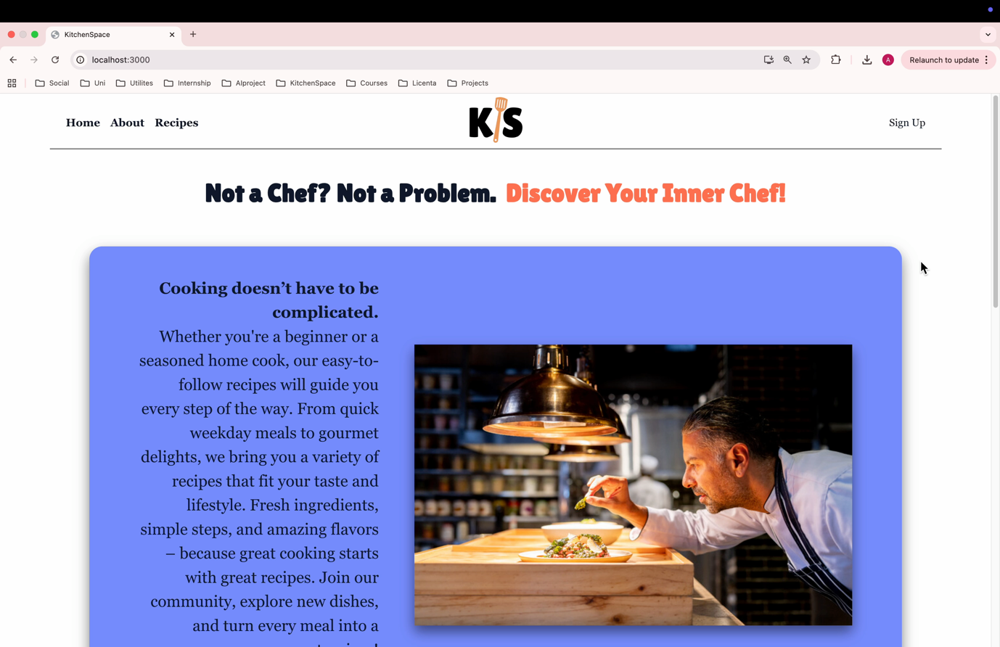 KitchenSpace
localhost:3000
A
Relaunch to update
Social
Uni
Utilites
Internship
AIproject
KitchenSpace
Courses
Licenta
Projects
Home
About
Recipes
KS
Sign Up
Not a Chef? Not a Problem. Discover Your Inner Chef!
Cooking doesn’t have to be
complicated.
Whether you're a beginner or a
seasoned home cook, our easy-to-
follow recipes will guide you
every step of the way. From quick
weekday meals to gourmet
delights, we bring you a variety of
recipes that fit your taste and
lifestyle. Fresh ingredients,
simple steps, and amazing flavors
– because great cooking starts
with great recipes. Join our
community, explore new dishes,
and turn every meal into a